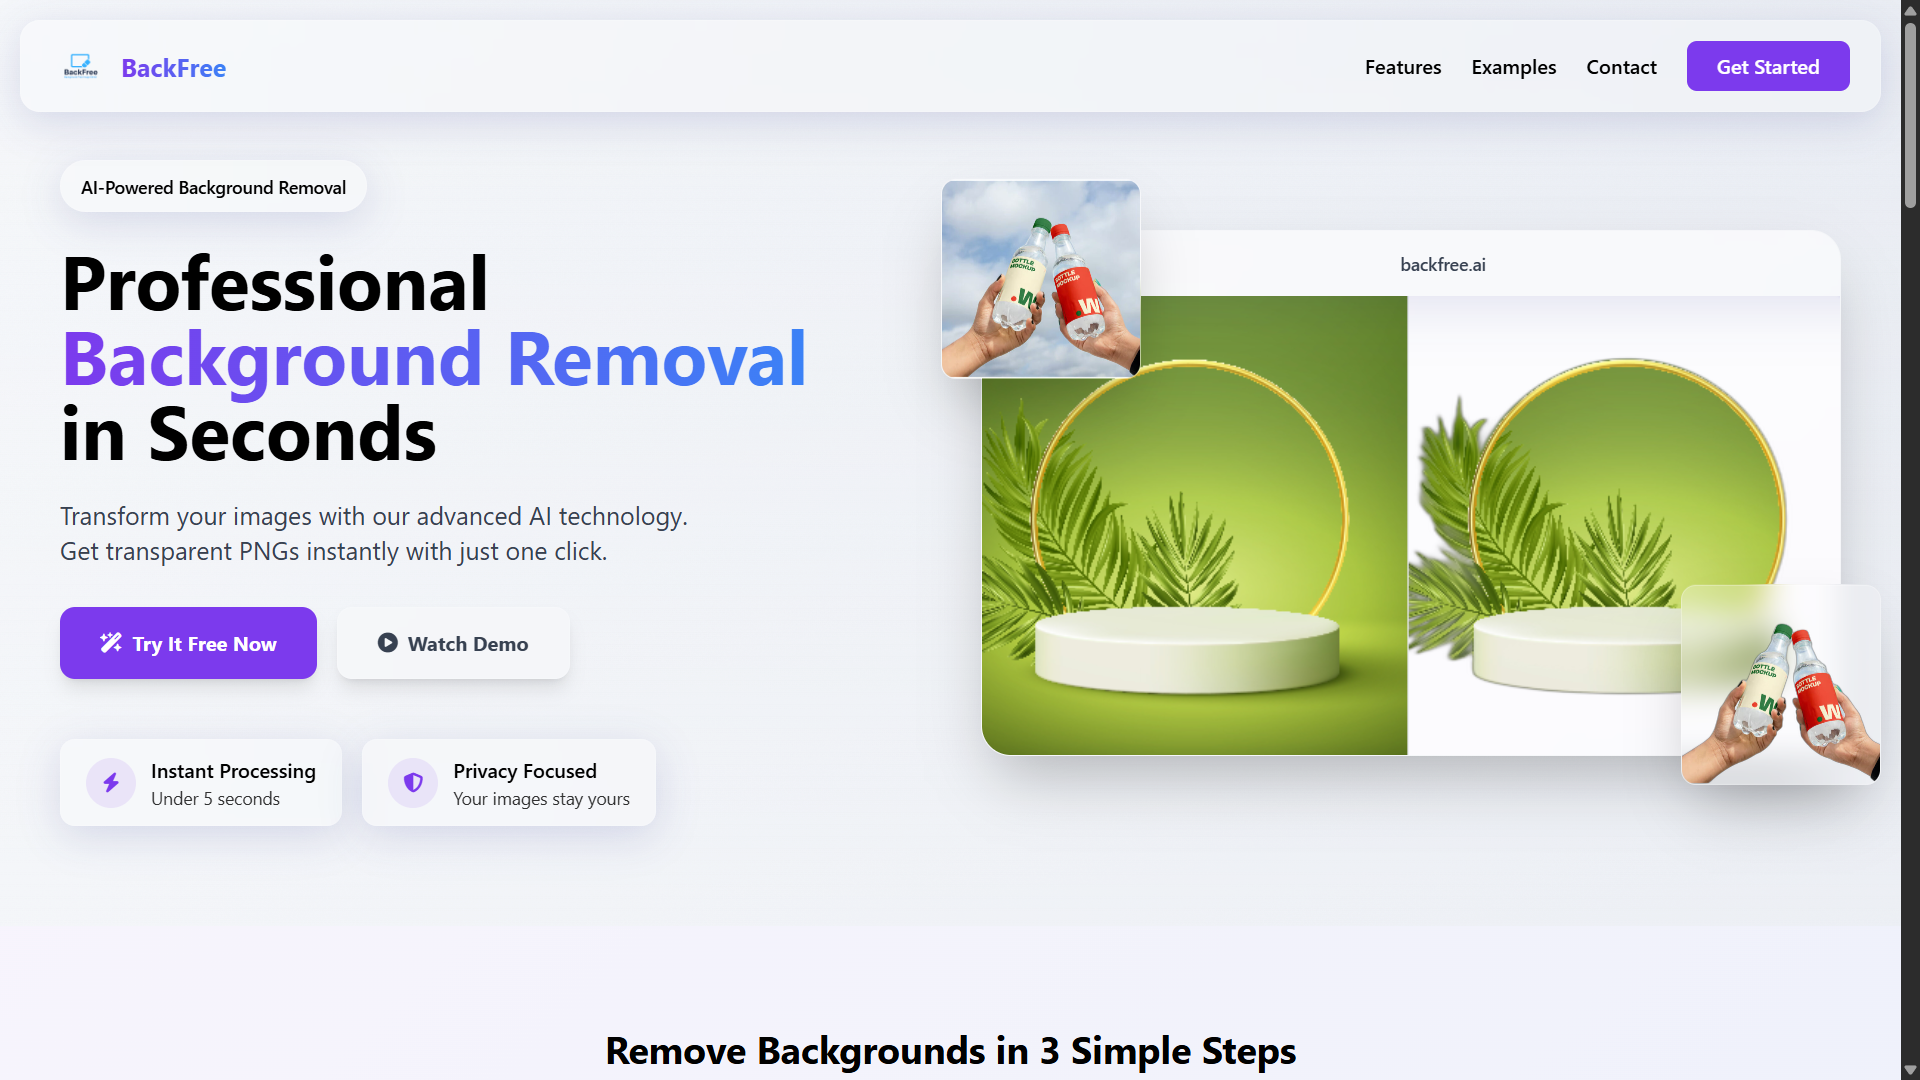 BackFree
BackFree
Features
Examples
Contact
Get Started
AI-Powered Background Removal
Professional
Background Removal
in Seconds
Transform your images with our advanced AI technology.
Get transparent PNGs instantly with just one click.
Try It Free Now
Watch Demo
Instant Processing
Under 5 seconds
Privacy Focused
Your images stay yours
backfree.ai
BOTTLE
MOCKUP
W
BOTTLE
MOCKUP
W
BOTTLE
MOCKUP
W
BOTTLE
MOCKUP
W
Remove Backgrounds in 3 Simple Steps